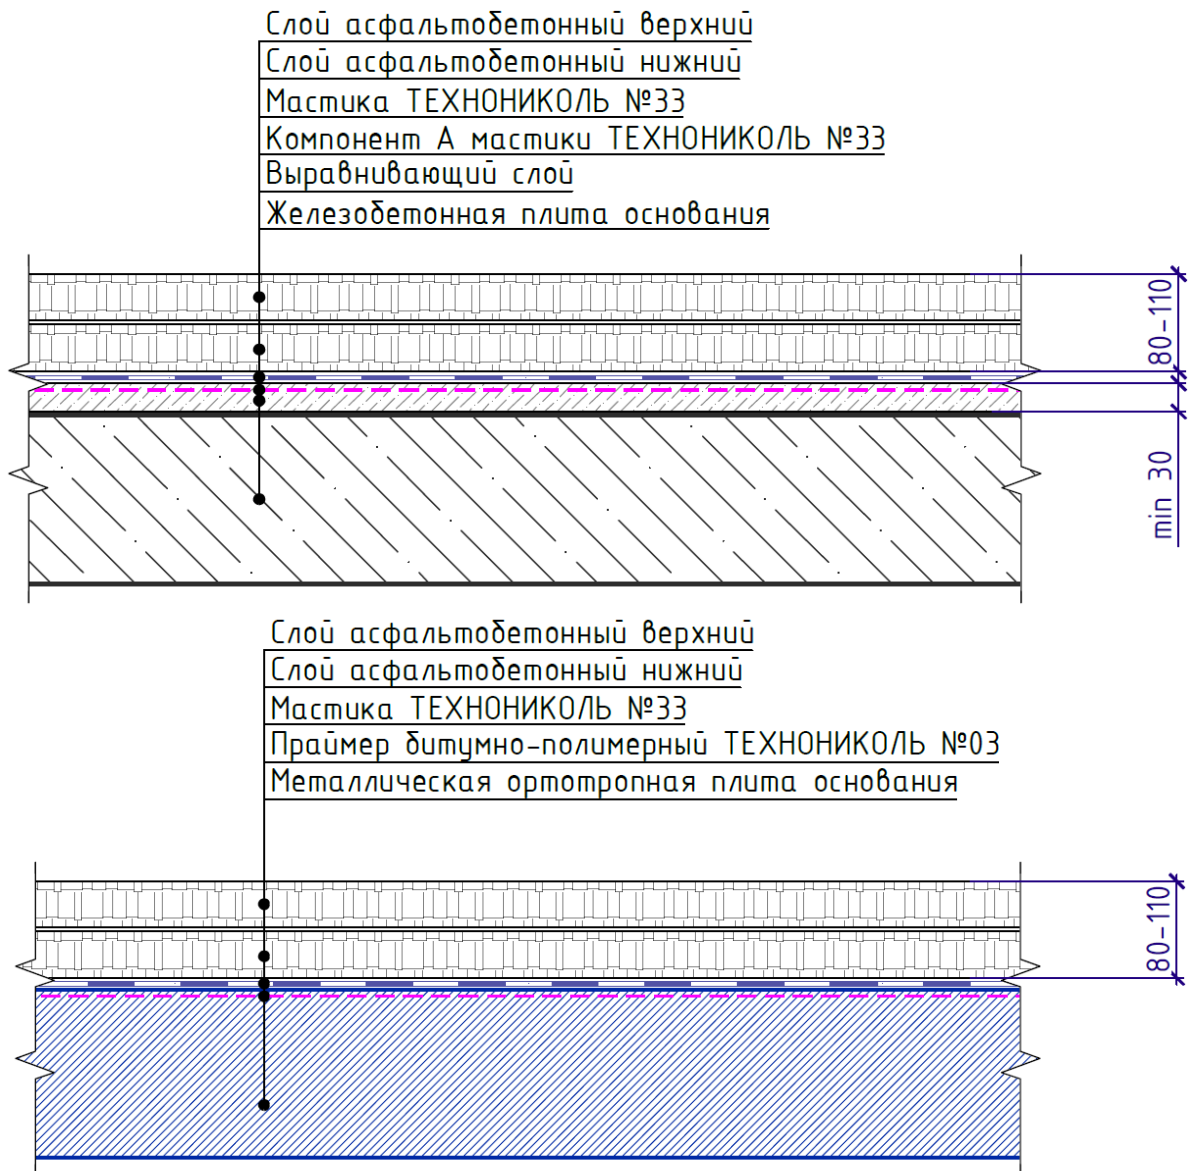 Слой асфальтобетонный верхний
Слой асфальтобетонный нижний
Мастика ТЕХНОНИКОЛЬ №33
Компонент А мастики ТЕХНОНИКОЛЬ №33
Выравнивающий слой
Железобетонная плита основания
80-110
min 30
Слой асфальтобетонный верхний
Слой асфальтобетонный нижний
Мастика ТЕХНОНИКОЛЬ №33
Праймер битумно-полимерный ТЕХНОНИКОЛЬ №03
Металлическая ортотропная плита основания
80-110